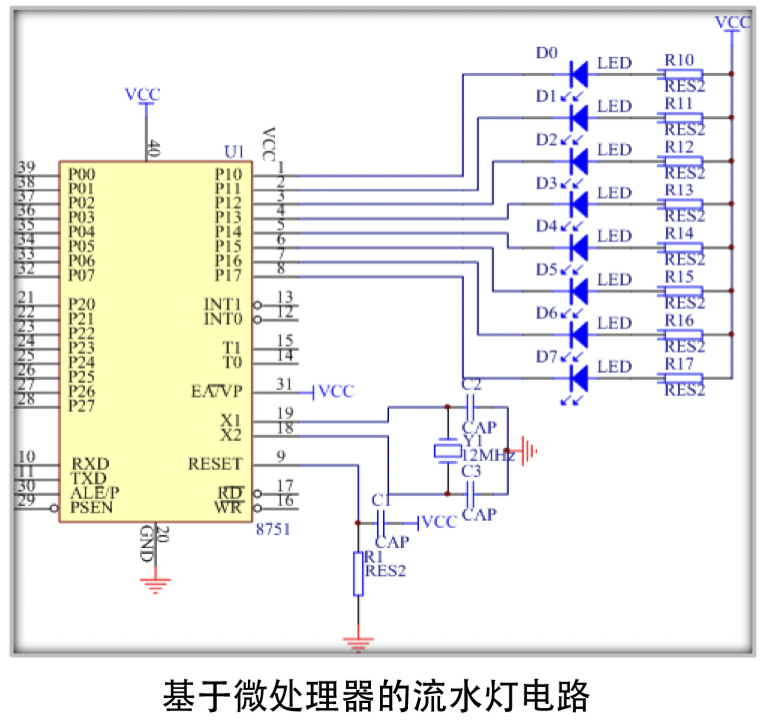 VCC
D0 LED R10
RES2
D1 LED R11
RES2
D2 LED R12
RES2
D3 LED R13
RES2
D4 LED R14
RES2
D5 LED R15
RES2
D6 LED R16
RES2
D7 LED R17
RES2
VCC
40
U1
VCC
39 P00 P10 1
38 P01 P11 2
37 P02 P12 3
36 P03 P13 4
35 P04 P14 5
34 P05 P15 6
33 P06 P16 7
32 P07 P17 8
21 P20 INT1 13
22 P21 INT0 12
23 P22
24 P23 T1 15
25 P24 T0 14
26 P25
27 P26 EA/VP 31 VCC
28 P27
X1 19
X2 18
10 RXD RESET 9
11 TXD
30 ALE/P RD 17
29 PSEN WR 16
8751
20
GND
C2
CAP
Y1
12MHz
C3
CAP
C1
VCC
CAP
R1
RES2
基于微处理器的流水灯电路